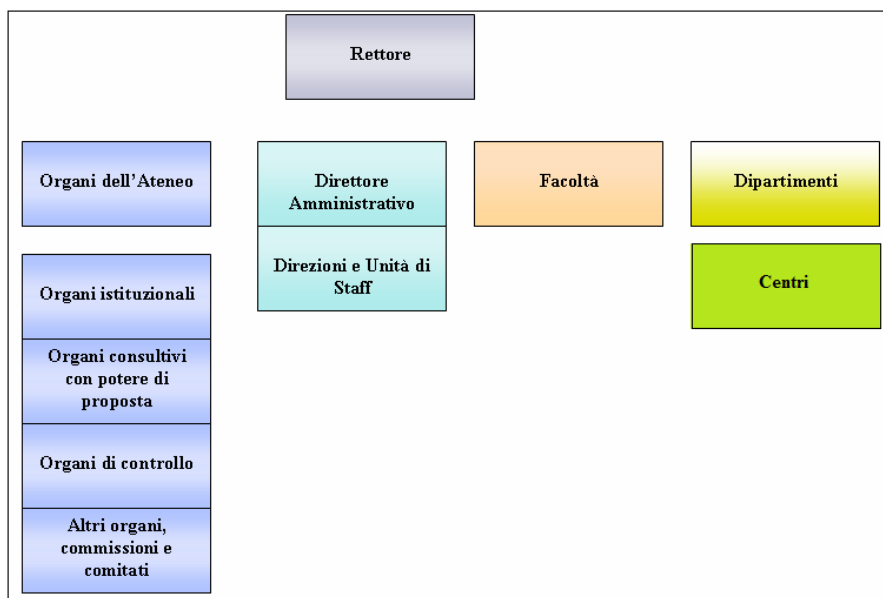 Rettore
Organi dell'Ateneo
Direttore
Amministrativo
Facoltà
Dipartimenti
Direzioni e Unità di
Staff
Centri
Organi istituzionali
Organi consultivi
con potere di
proposta
Organi di controllo
Altri organi,
commissioni e
comitati